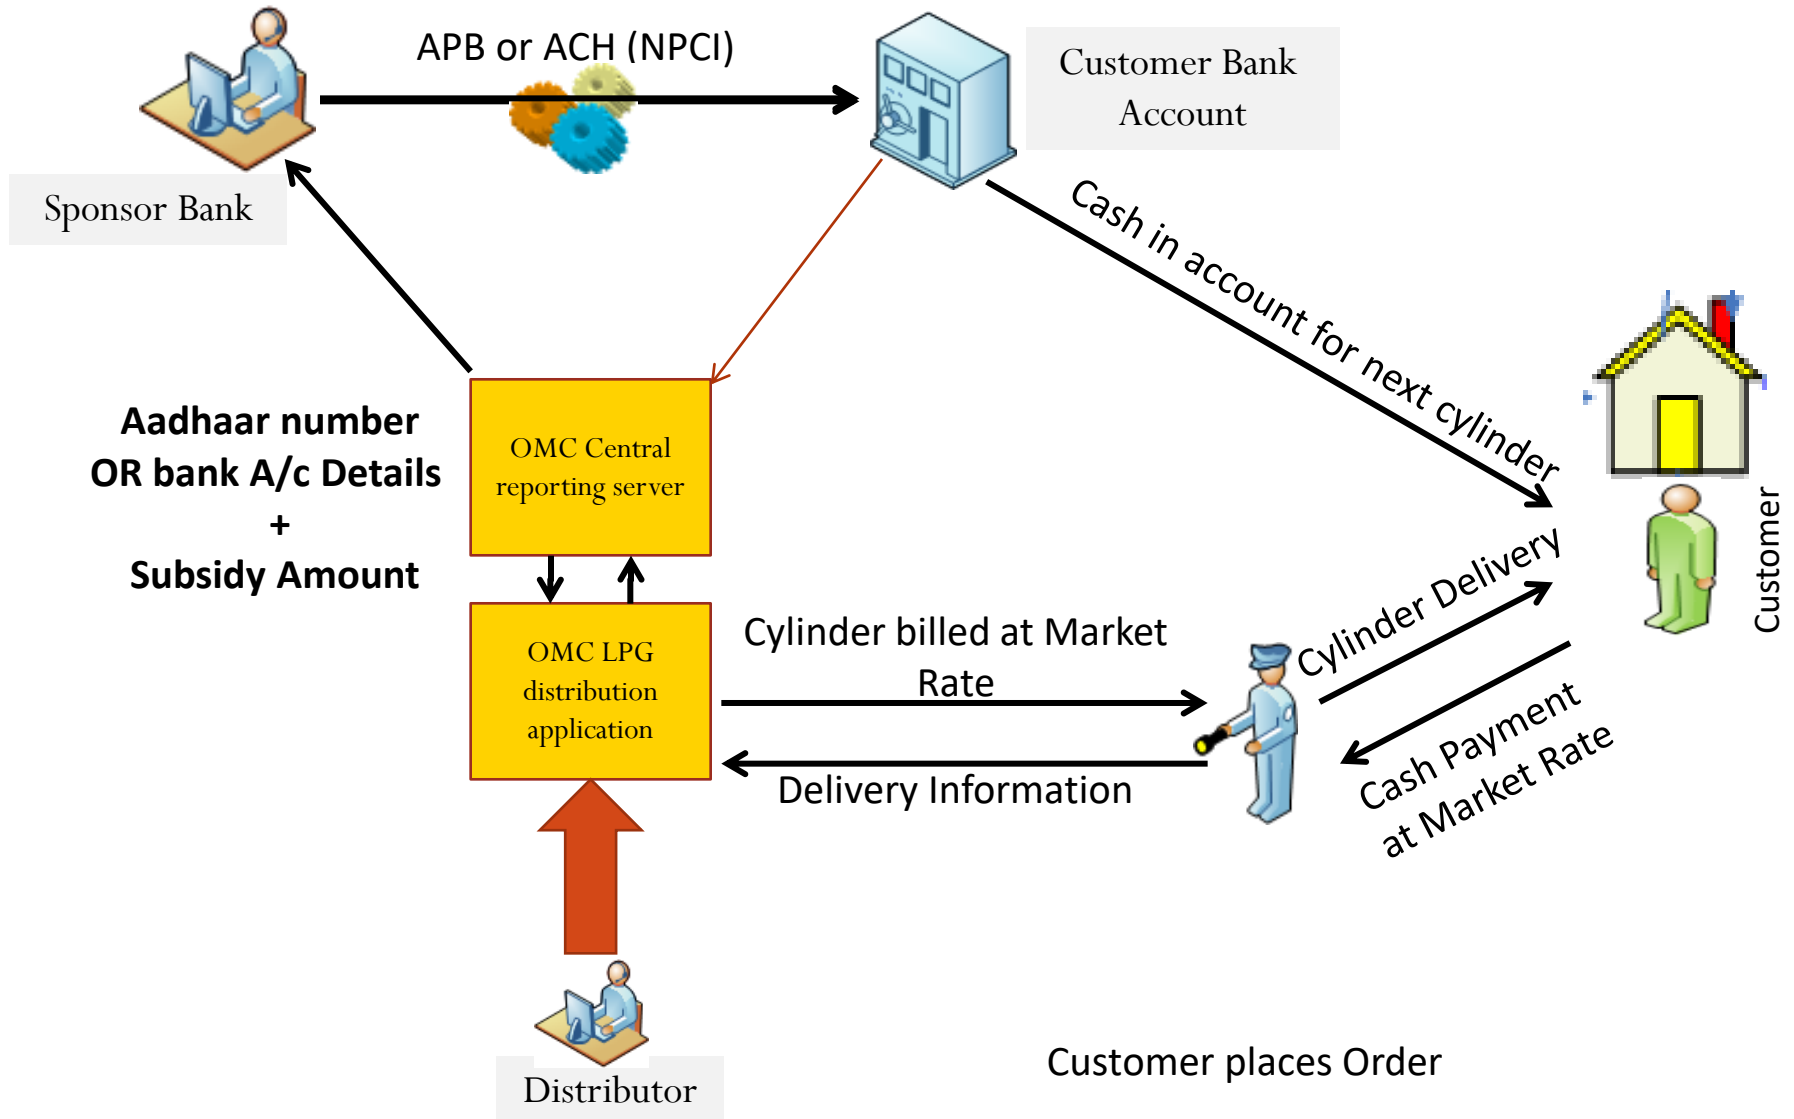 APB or ACH (NPCI)
Customer Bank
Account
Sponsor Bank
Cash in account for next cylinder
Aadhaar number
OR bank A/c Details
+
Subsidy Amount
OMC Central
reporting server
Customer
OMC LPG
distribution
application
Cylinder billed at Market
Rate
Cylinder Delivery
Delivery Information
Cash Payment
at Market Rate
Customer places Order
Distributor